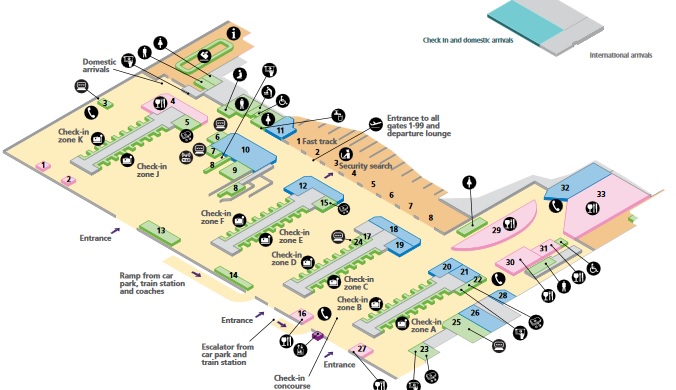 Check in and domestic arrivals
International arrivals
i
Domestic
arrivals
3
4
5
Check-in
zone K
Check-in
zone J
1
2
6
7
8
10
9
8
11
1 Fast track
2
3
Security search
4
5
6
7
8
Entrance to all
gates 1-99 and
departure lounge
12
15
Check-in
zone F
Check-in
zone E
13
Entrance
14
Ramp from car
park, train station
and coaches
24
17
18
19
Check-in
zone D
Check-in
zone C
Check-in
zone B
Check-in
zone A
20
21
22
29
32
33
30
31
28
26
25
23
16
27
Entrance
Escalator from
car park and
train station
Entrance
Check-in
concourse